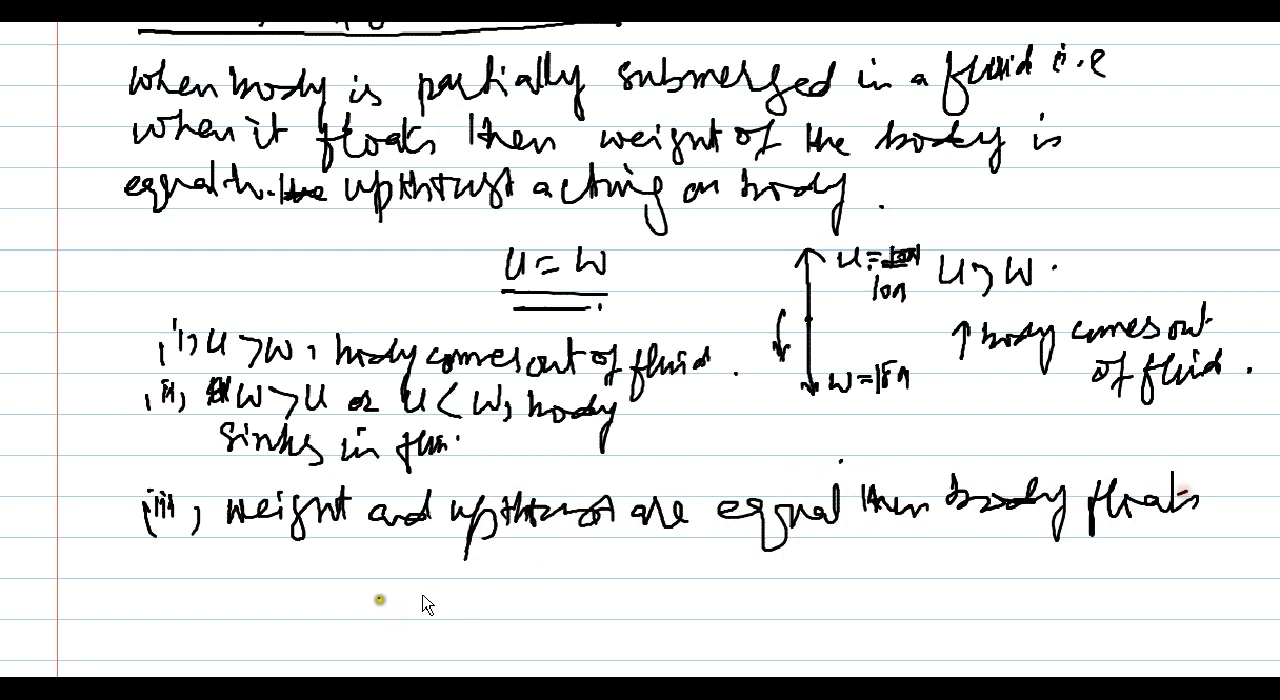 when body is partially submerged in a fluid i.e
when it floats then weight of the body is
equal to the upthrust acting on body.
U = W
U = 10N
W = 15N
U > W.
↑ body comes out
of fluid.
(i), U > W, body comes out of fluid.
(ii), W > U or U < W, body
sinks in flu.
(iii), weight and upthrust are equal then body floats